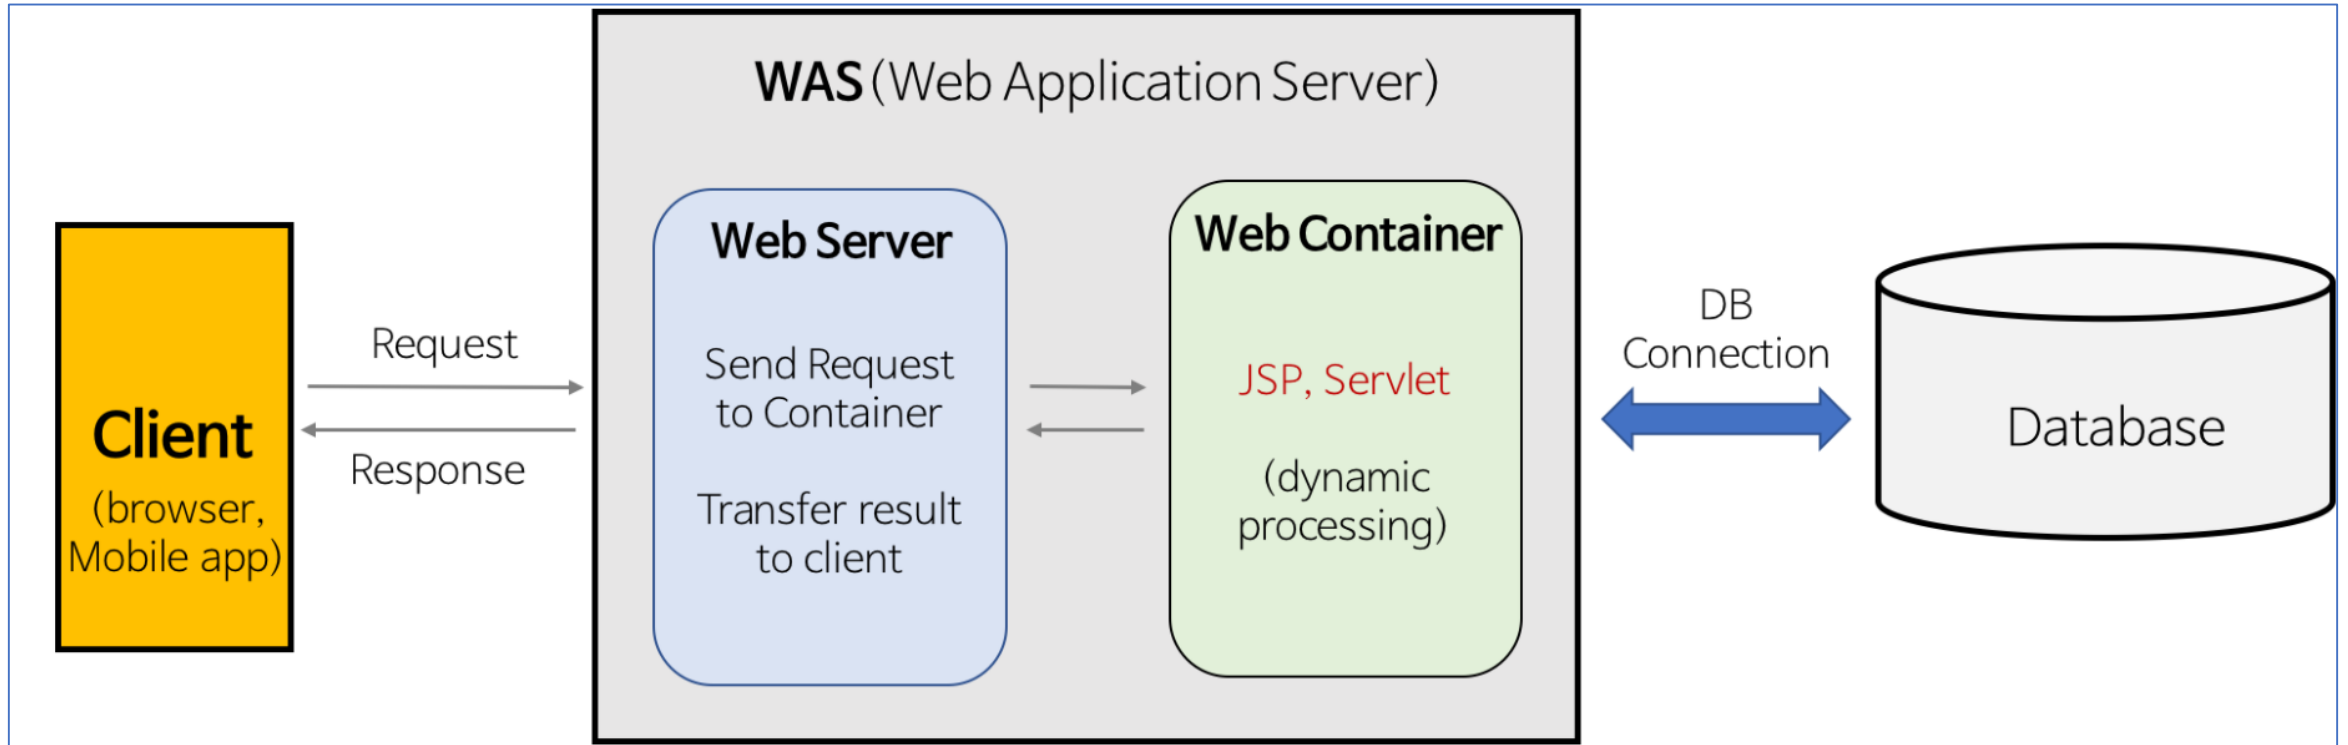 WAS (Web Application Server)
Client
(browser,
Mobile app)
Request
Response
Web Server
Send Request
to Container
Transfer result
to client
Web Container
JSP, Servlet
(dynamic
processing)
DB
Connection
Database